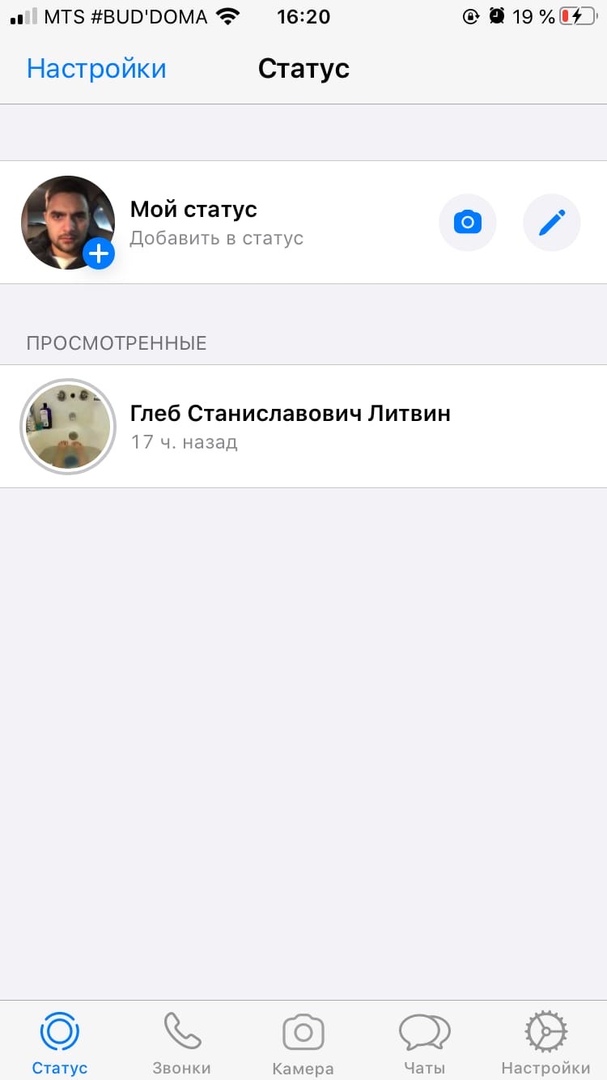 MTS #BUD'DOMA 16:20 19 %
Настройки Статус
Мой статус
Добавить в статус
ПРОСМОТРЕННЫЕ
Глеб Станиславович Литвин
17 ч. назад
Статус Звонки Камера Чаты Настройки